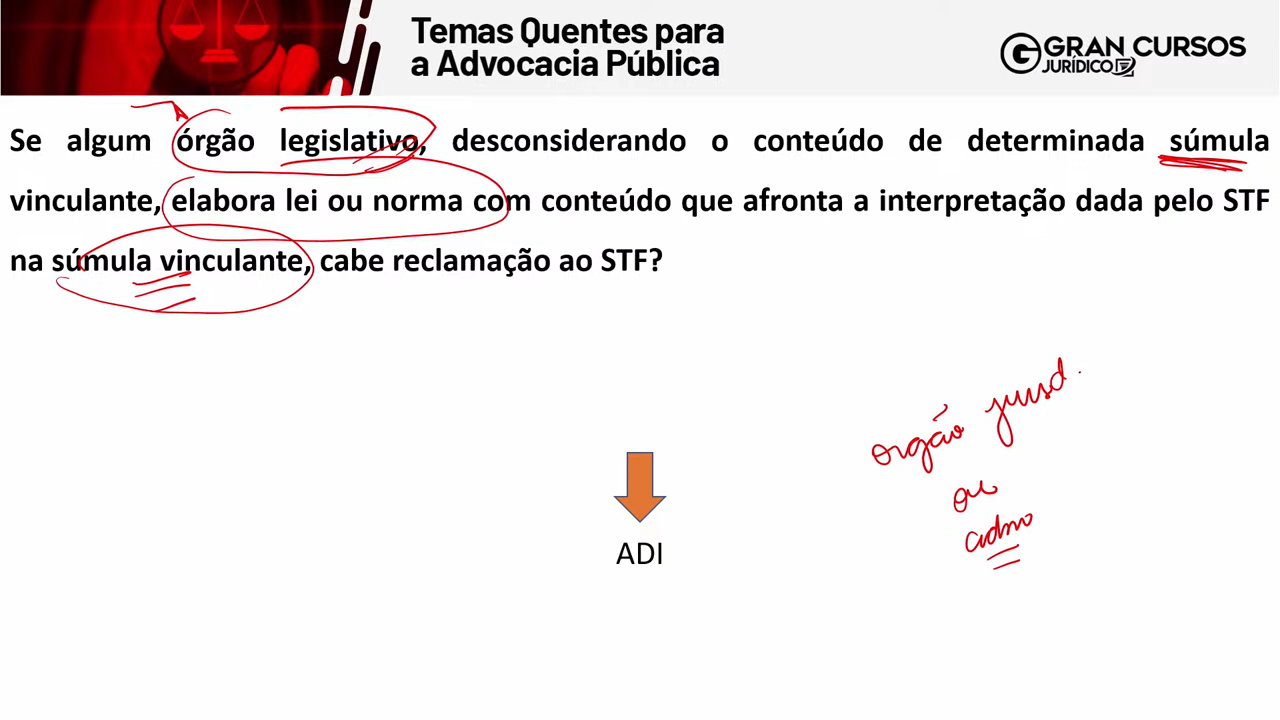 Temas Quentes para
a Advocacia Pública
GRAN CURSOS
JURÍDICO
Se algum órgão legislativo, desconsiderando o conteúdo de determinada súmula
vinculante, elabora lei ou norma com conteúdo que afronta a interpretação dada pelo STF
na súmula vinculante, cabe reclamação ao STF?
orgão jurisd.
ou
admo
ADI